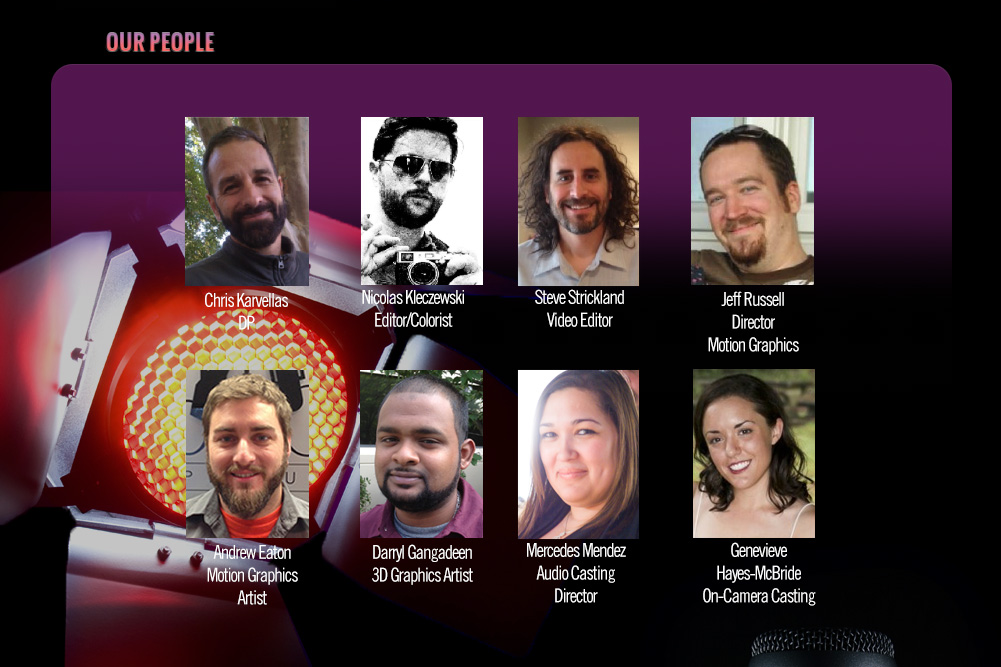 OUR PEOPLE
Chris Karvellas
DP
Nicolas Kleczewski
Editor/Colorist
Steve Strickland
Video Editor
Jeff Russell
Director
Motion Graphics
Andrew Eaton
Motion Graphics
Artist
Darryl Gangadeen
3D Graphics Artist
Mercedes Mendez
Audio Casting
Director
Genevieve
Hayes-McBride
On-Camera Casting